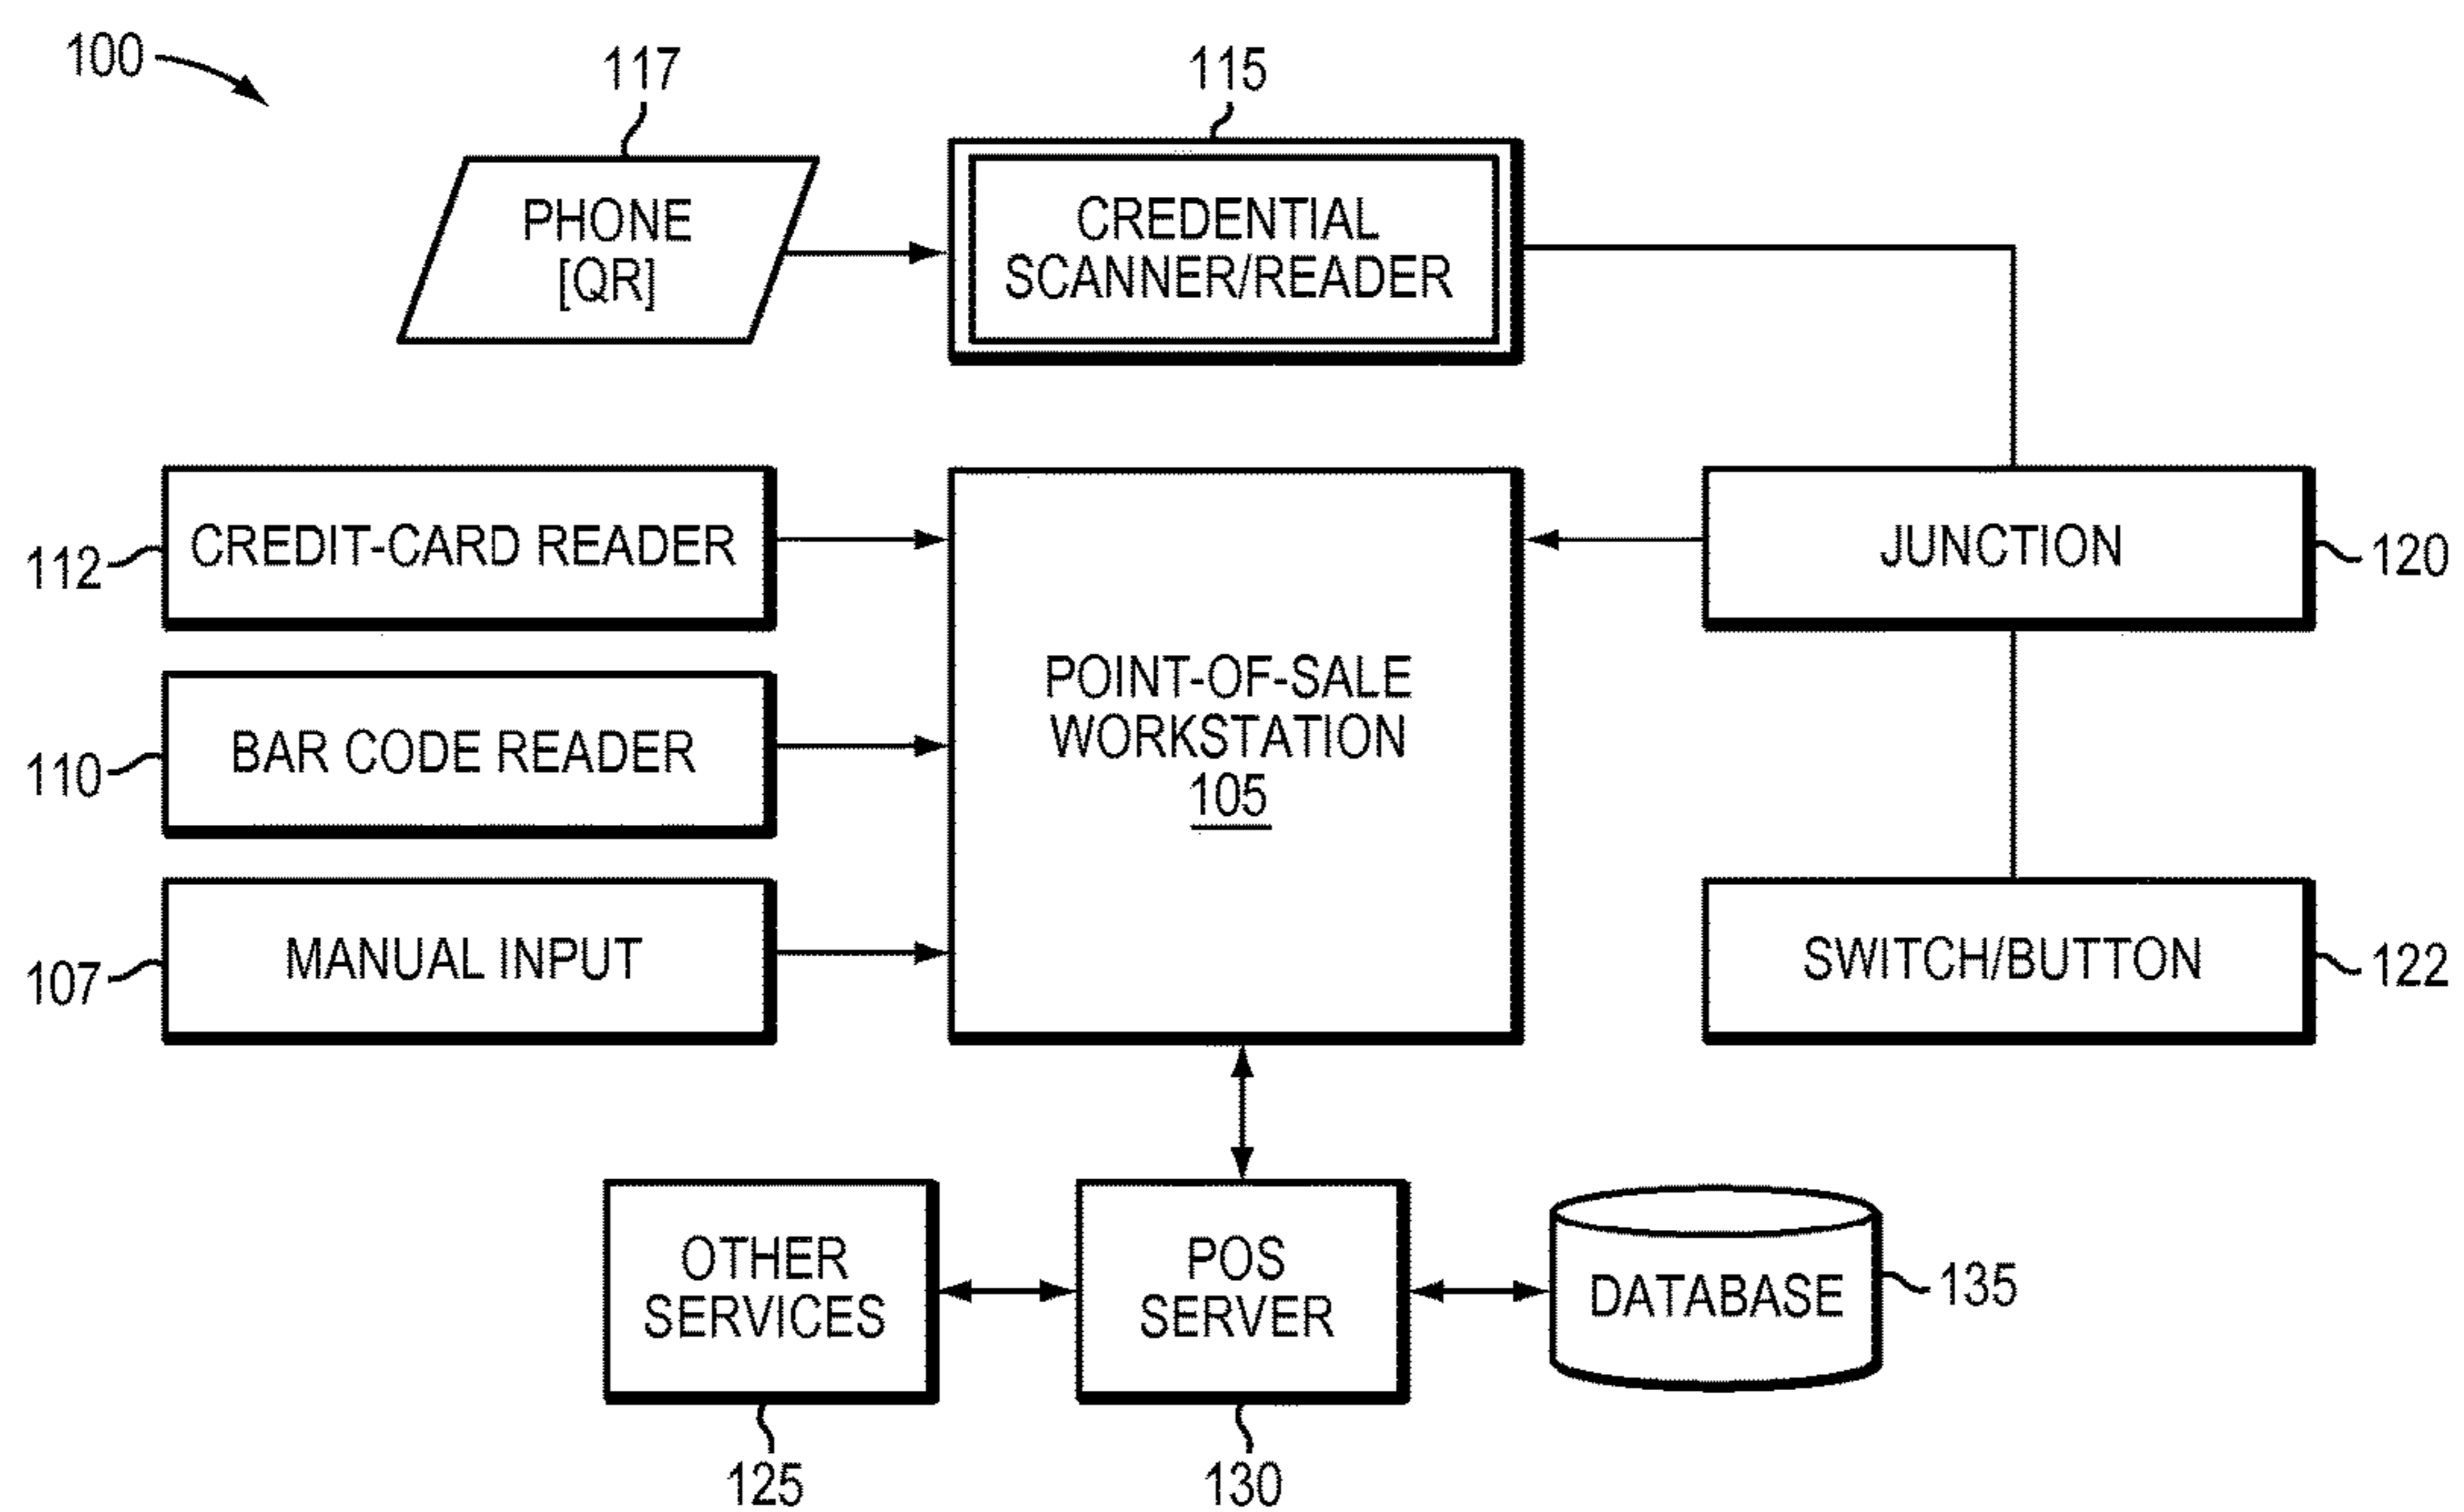 100
117
115
PHONE
[QR]
CREDENTIAL
SCANNER/READER
112
CREDIT-CARD READER
JUNCTION
120
POINT-OF-SALE
WORKSTATION
105
110
BAR CODE READER
107
MANUAL INPUT
SWITCH/BUTTON
122
OTHER
SERVICES
POS
SERVER
DATABASE
135
125
130